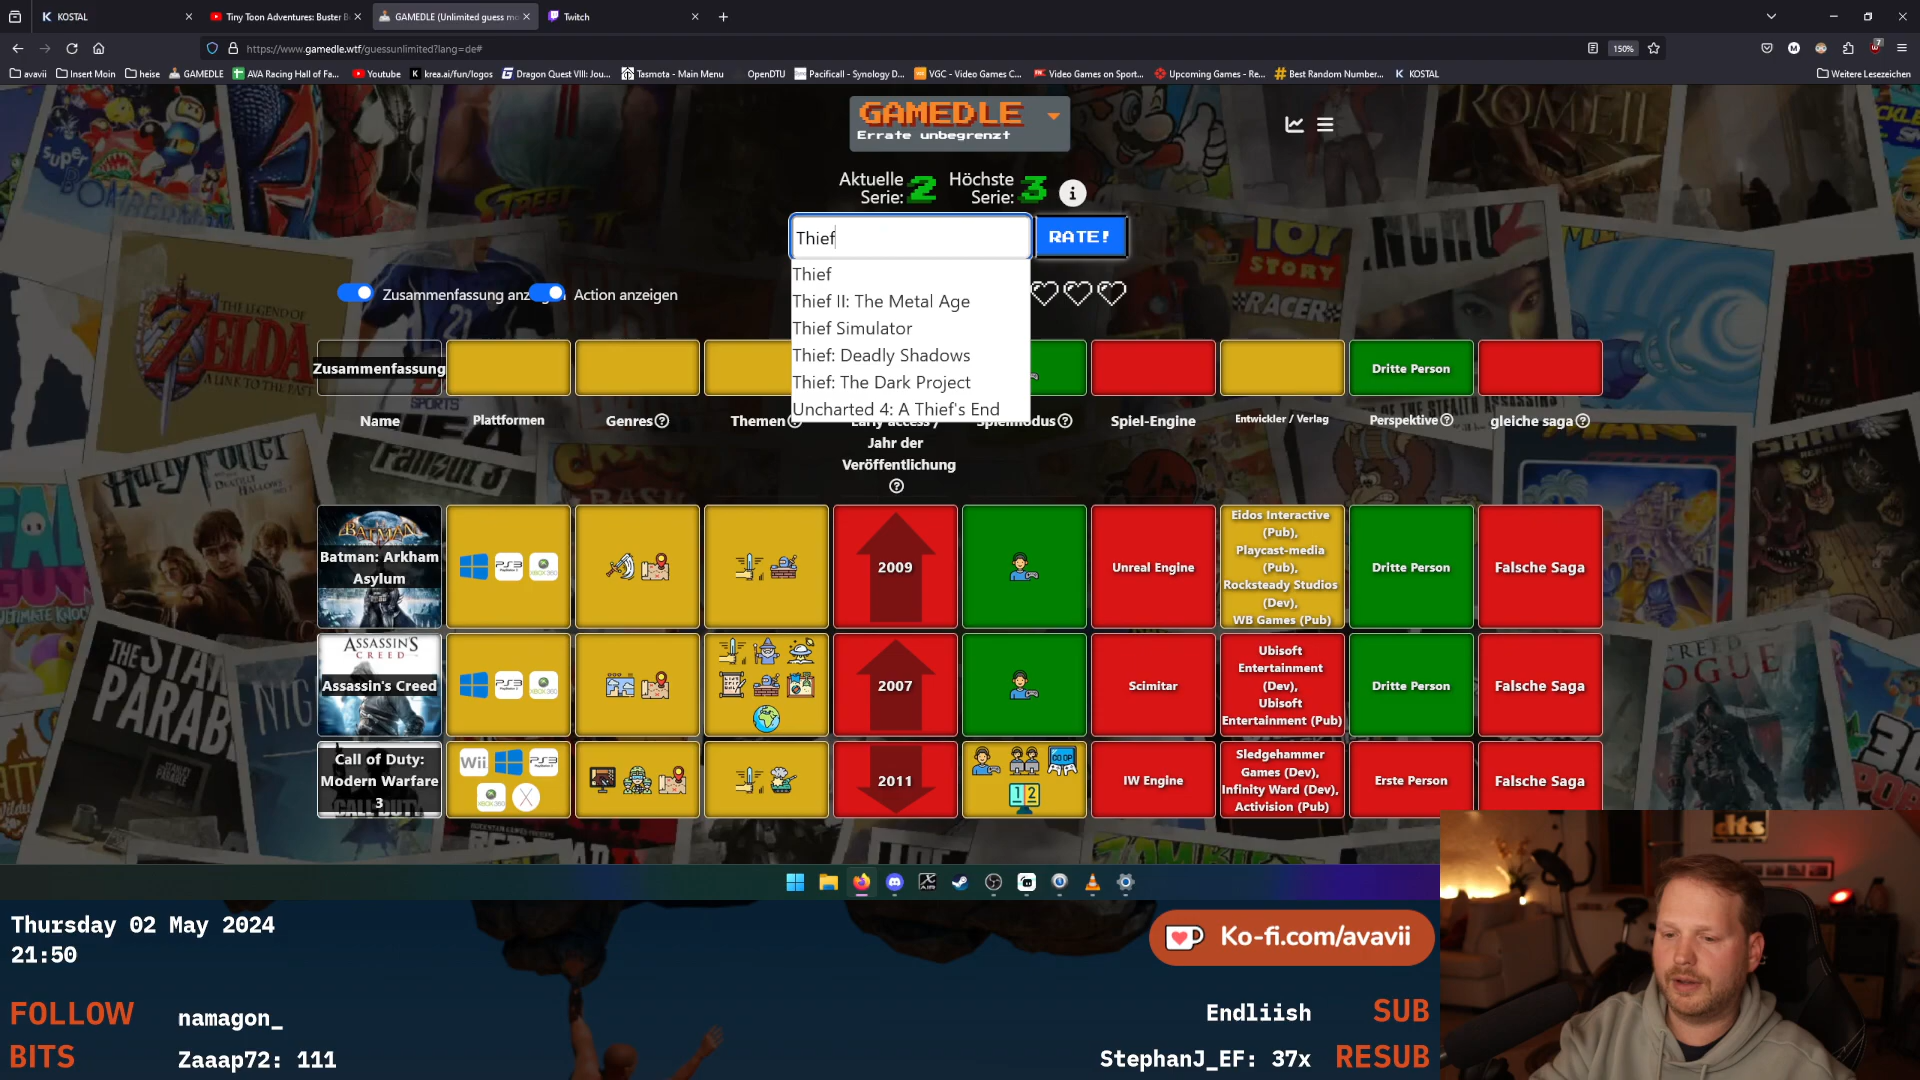 KOSTAL
Tiny Toon Adventures: Buster B
GAMEDLE (Unlimited guess mo
Twitch
https://www.gamedle.wtf/guessunlimited?lang=de#
150%
avavii
Insert Moin
heise
GAMEDLE
AVA Racing Hall of Fa...
Youtube
krea.ai/fun/logos
Dragon Quest VIII: Jou...
Tasmota - Main Menu
OpenDTU
Pacificall - Synology D...
VGC - Video Games C...
Video Games on Sport...
Upcoming Games - Re...
Best Random Number...
KOSTAL
Weitere Lesezeichen
GAMEDLE
Errate unbegrenzt
Aktuelle Serie: 2
Höchste Serie: 3
Thief
RATE!
Thief
Thief II: The Metal Age
Thief Simulator
Thief: Deadly Shadows
Thief: The Dark Project
Uncharted 4: A Thief's End
Zusammenfassung anz
Action anzeigen
Zusammenfassung
Dritte Person
Name
Plattformen
Genres
Themen
Jahr der
Veröffentlichung
Spiel-Engine
Entwickler / Verlag
Perspektive
gleiche saga
Batman: Arkham
Asylum
2009
Unreal Engine
Eidos Interactive
(Pub),
Playcast-media
(Pub),
Rocksteady Studios
(Dev),
WB Games (Pub)
Dritte Person
Falsche Saga
ASSASSIN'S
CREED
Assassin's Creed
2007
Scimitar
Ubisoft
Entertainment
(Dev),
Ubisoft
Entertainment (Pub)
Dritte Person
Falsche Saga
Call of Duty:
Modern Warfare
3
Wii
2011
IW Engine
Sledgehammer
Games (Dev),
Infinity Ward (Dev),
Activision (Pub)
Erste Person
Falsche Saga
Thursday 02 May 2024
21:50
Ko-fi.com/avavii
FOLLOW
namagon_
BITS
Zaaap72: 111
Endliish
SUB
StephanJ_EF: 37x
RESUB